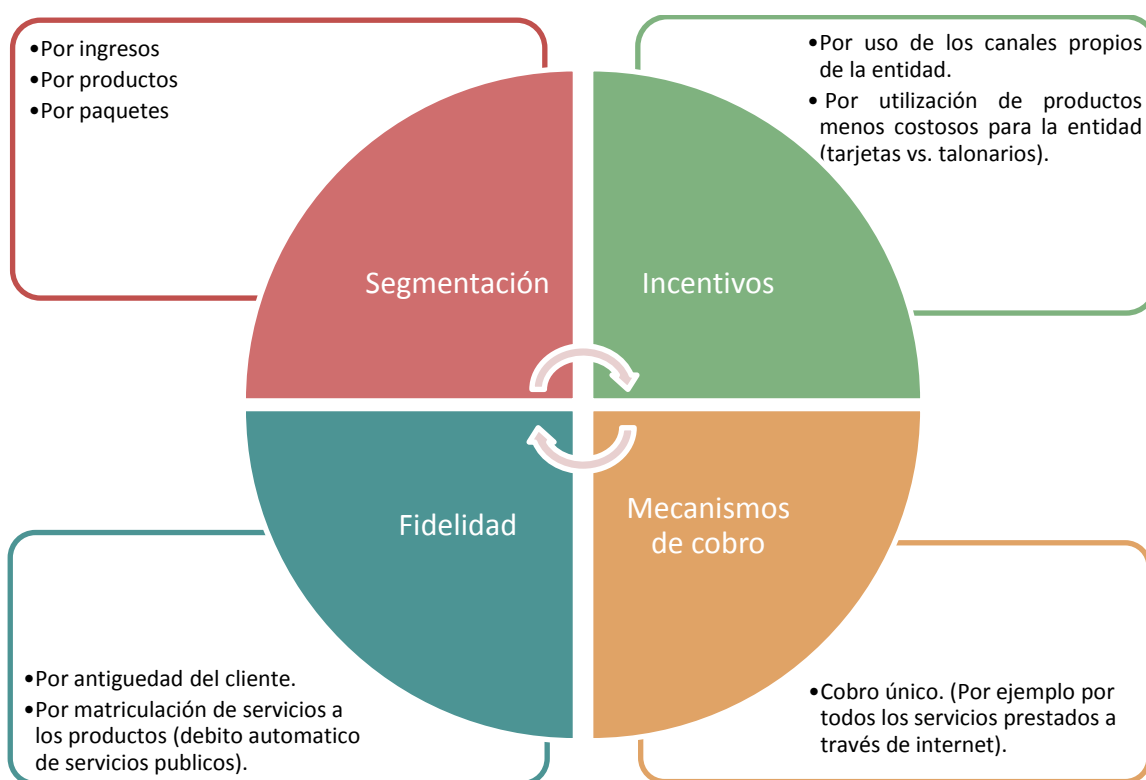 •Por ingresos
•Por productos
•Por paquetes
•Por uso de los canales propios
de la entidad.
• Por utilización de productos
menos costosos para la entidad
(tarjetas vs. talonarios).
Segmentación
Incentivos
Fidelidad
Mecanismos
de cobro
•Por antiguedad del cliente.
•Por matriculación de servicios a
los productos (debito automatico
de servicios publicos).
•Cobro único. (Por ejemplo por
todos los servicios prestados a
través de internet).